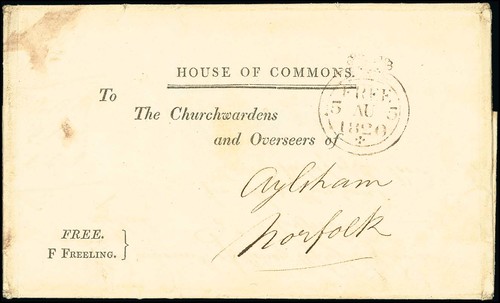 HOUSE OF COMMONS.
To
The Churchwardens
and Overseers of
FREE
5 AU 5
1820
Aylsham
Norfolk
FREE.
F FREELING.